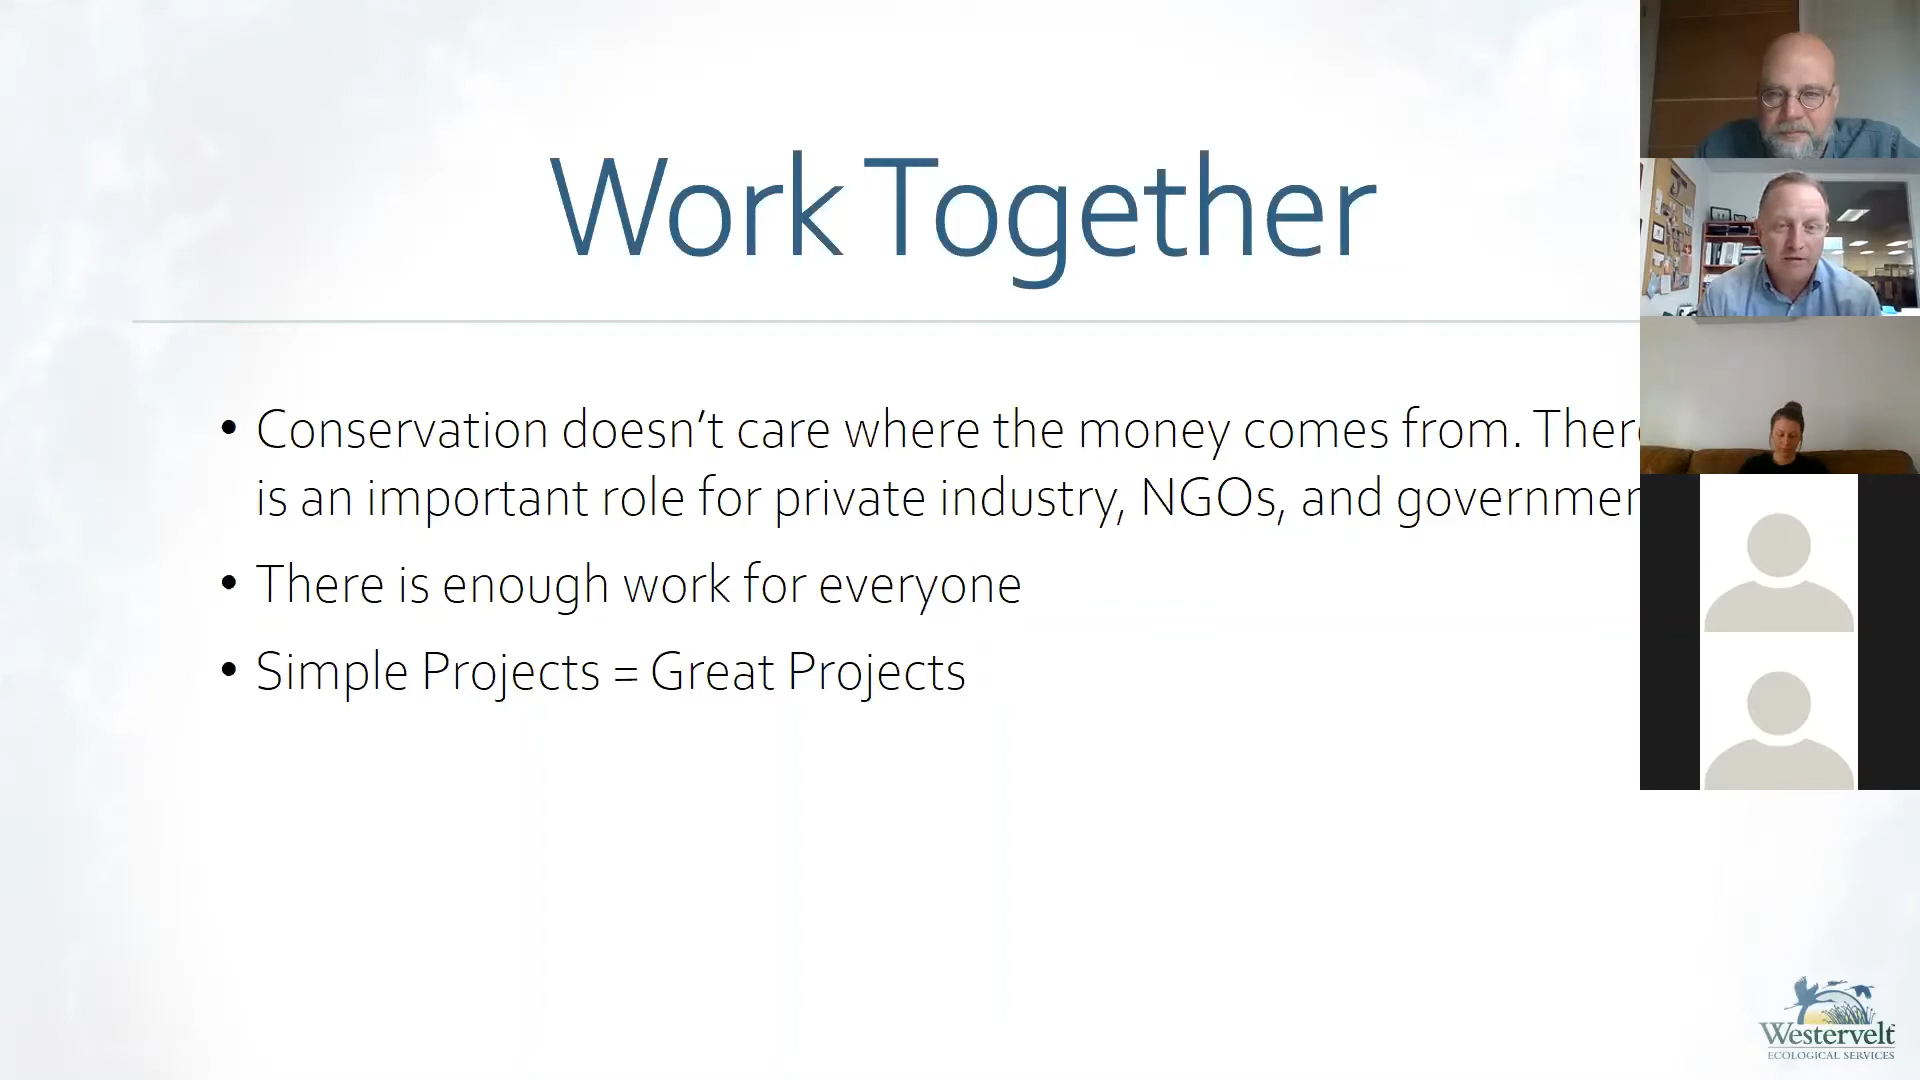 Work Together
• Conservation doesn’t care where the money comes from. Ther
is an important role for private industry, NGOs, and governmen
• There is enough work for everyone
• Simple Projects = Great Projects
Westervelt
ECOLOGICAL SERVICES